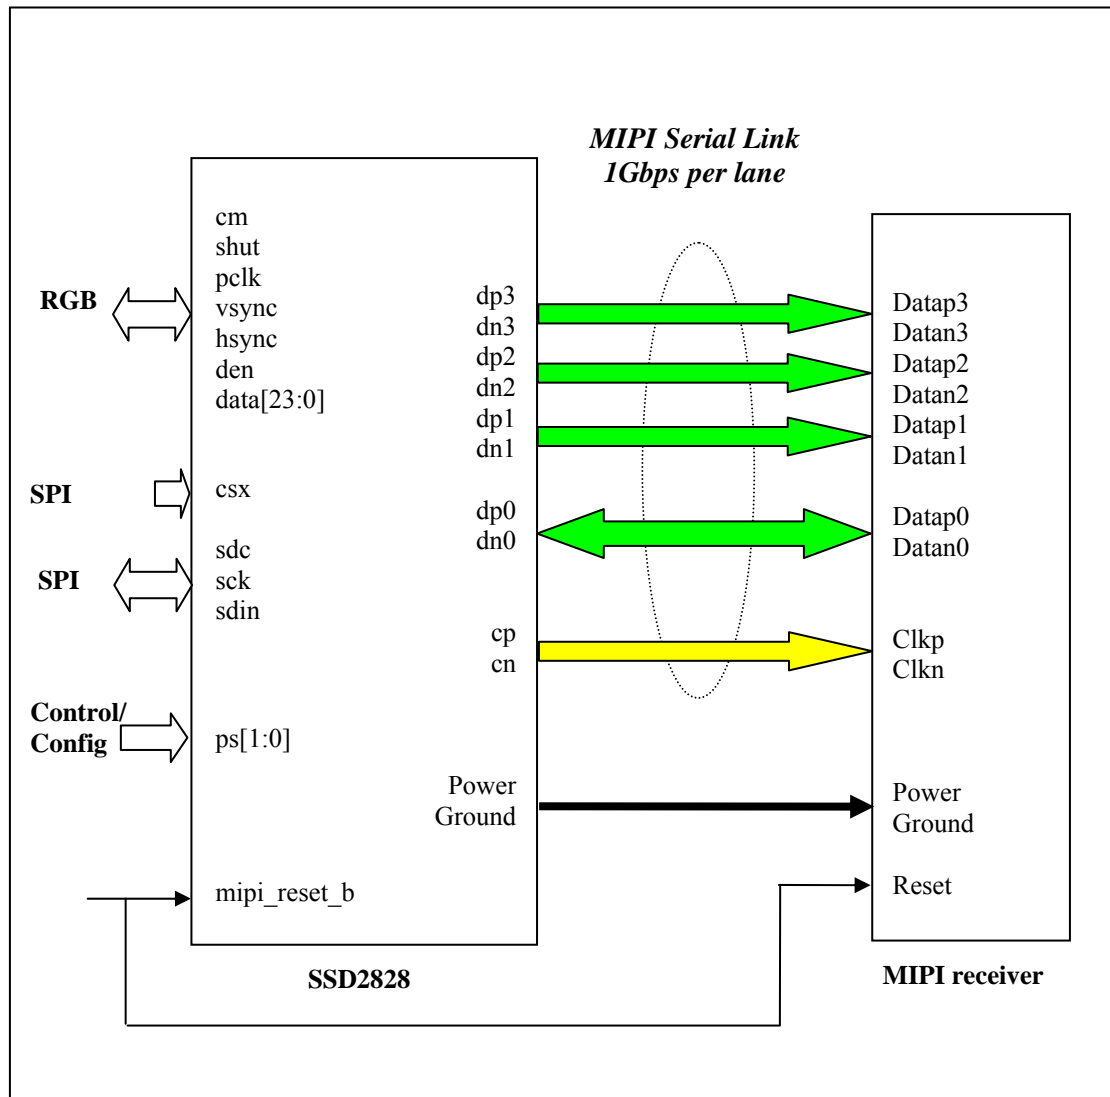 MIPI Serial Link
1Gbps per lane
RGB
cm
shut
pclk
vsync
hsync
den
data[23:0]
SPI
csx
SPI
sdc
sck
sdin
Control/
Config
ps[1:0]
mipi_reset_b
dp3
dn3
dp2
dn2
dp1
dn1
dp0
dn0
cp
cn
Power
Ground
SSD2828
Datap3
Datan3
Datap2
Datan2
Datap1
Datan1
Datap0
Datan0
Clkp
Clkn
Power
Ground
Reset
MIPI receiver